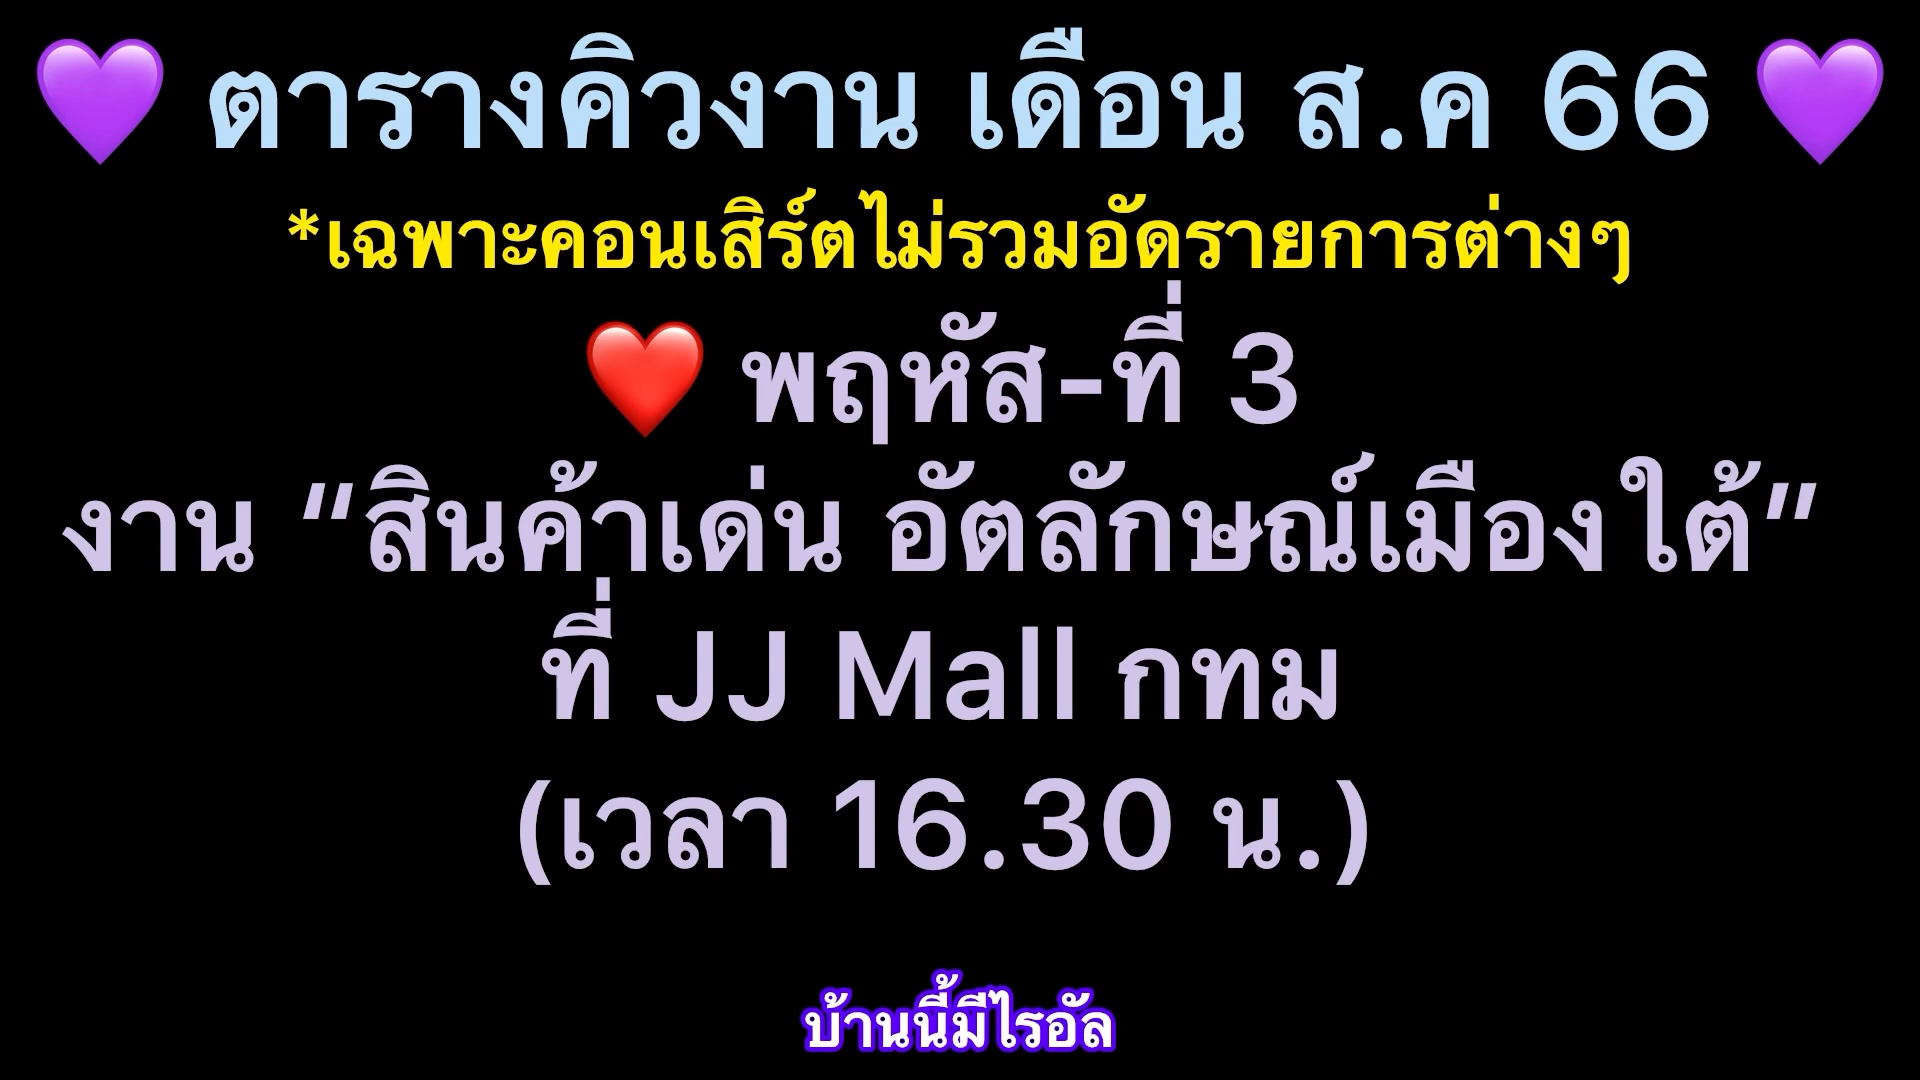 💜 ตารางคิวงาน เดือน ส.ค 66 💜
*เฉพาะคอนเสิร์ตไม่รวมอัดรายการต่างๆ
❤️ พฤหัส-ที่ 3
งาน “สินค้าเด่น อัตลักษณ์เมืองใต้”
ที่ JJ Mall กทม
(เวลา 16.30 น.)
บ้านนี้มีไรอัล